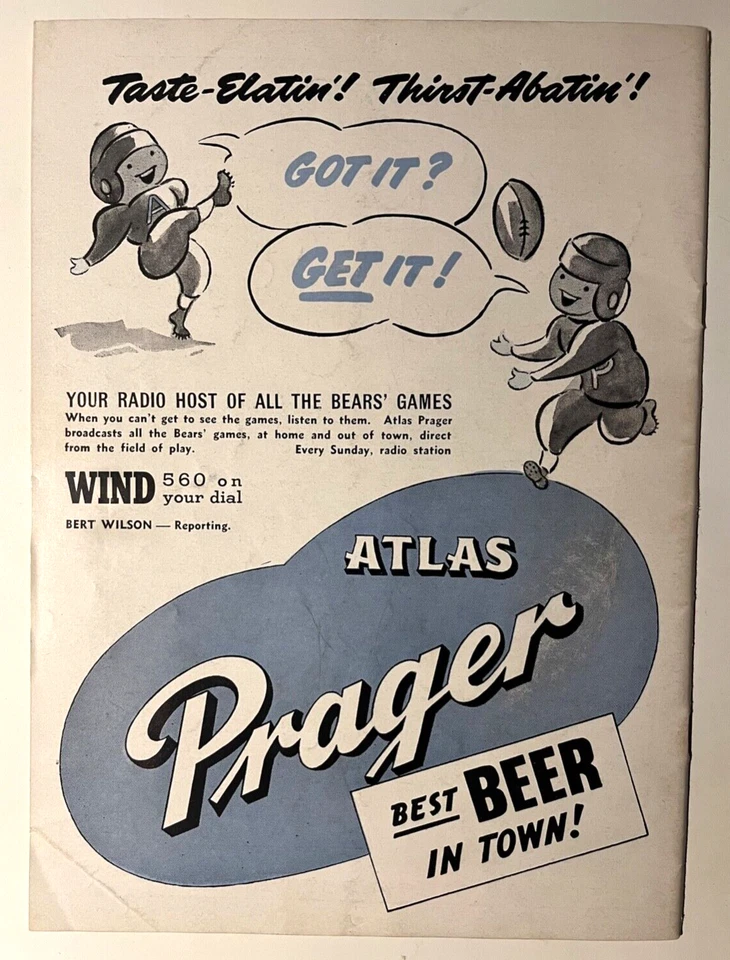 Taste-Elatin'! Thirst-Abatin'!
GOT IT?
GET IT!
A
P
YOUR RADIO HOST OF ALL THE BEARS' GAMES
When you can't get to see the games, listen to them. Atlas Prager
broadcasts all the Bears' games, at home and out of town, direct
from the field of play. Every Sunday, radio station
WIND 560 on
your dial
BERT WILSON — Reporting.
ATLAS
Prager
BEST BEER
IN TOWN!